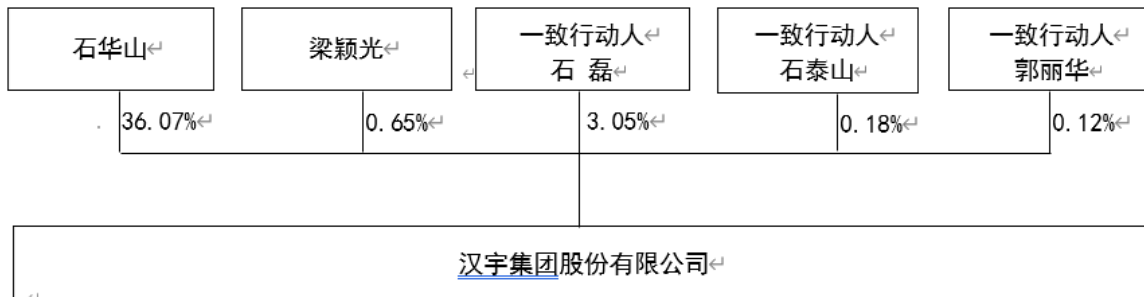 石华山
梁颖光
一致行动人
石 磊
一致行动人
石泰山
一致行动人
郭丽华
36.07%
0.65%
3.05%
0.18%
0.12%
汉宇集团股份有限公司